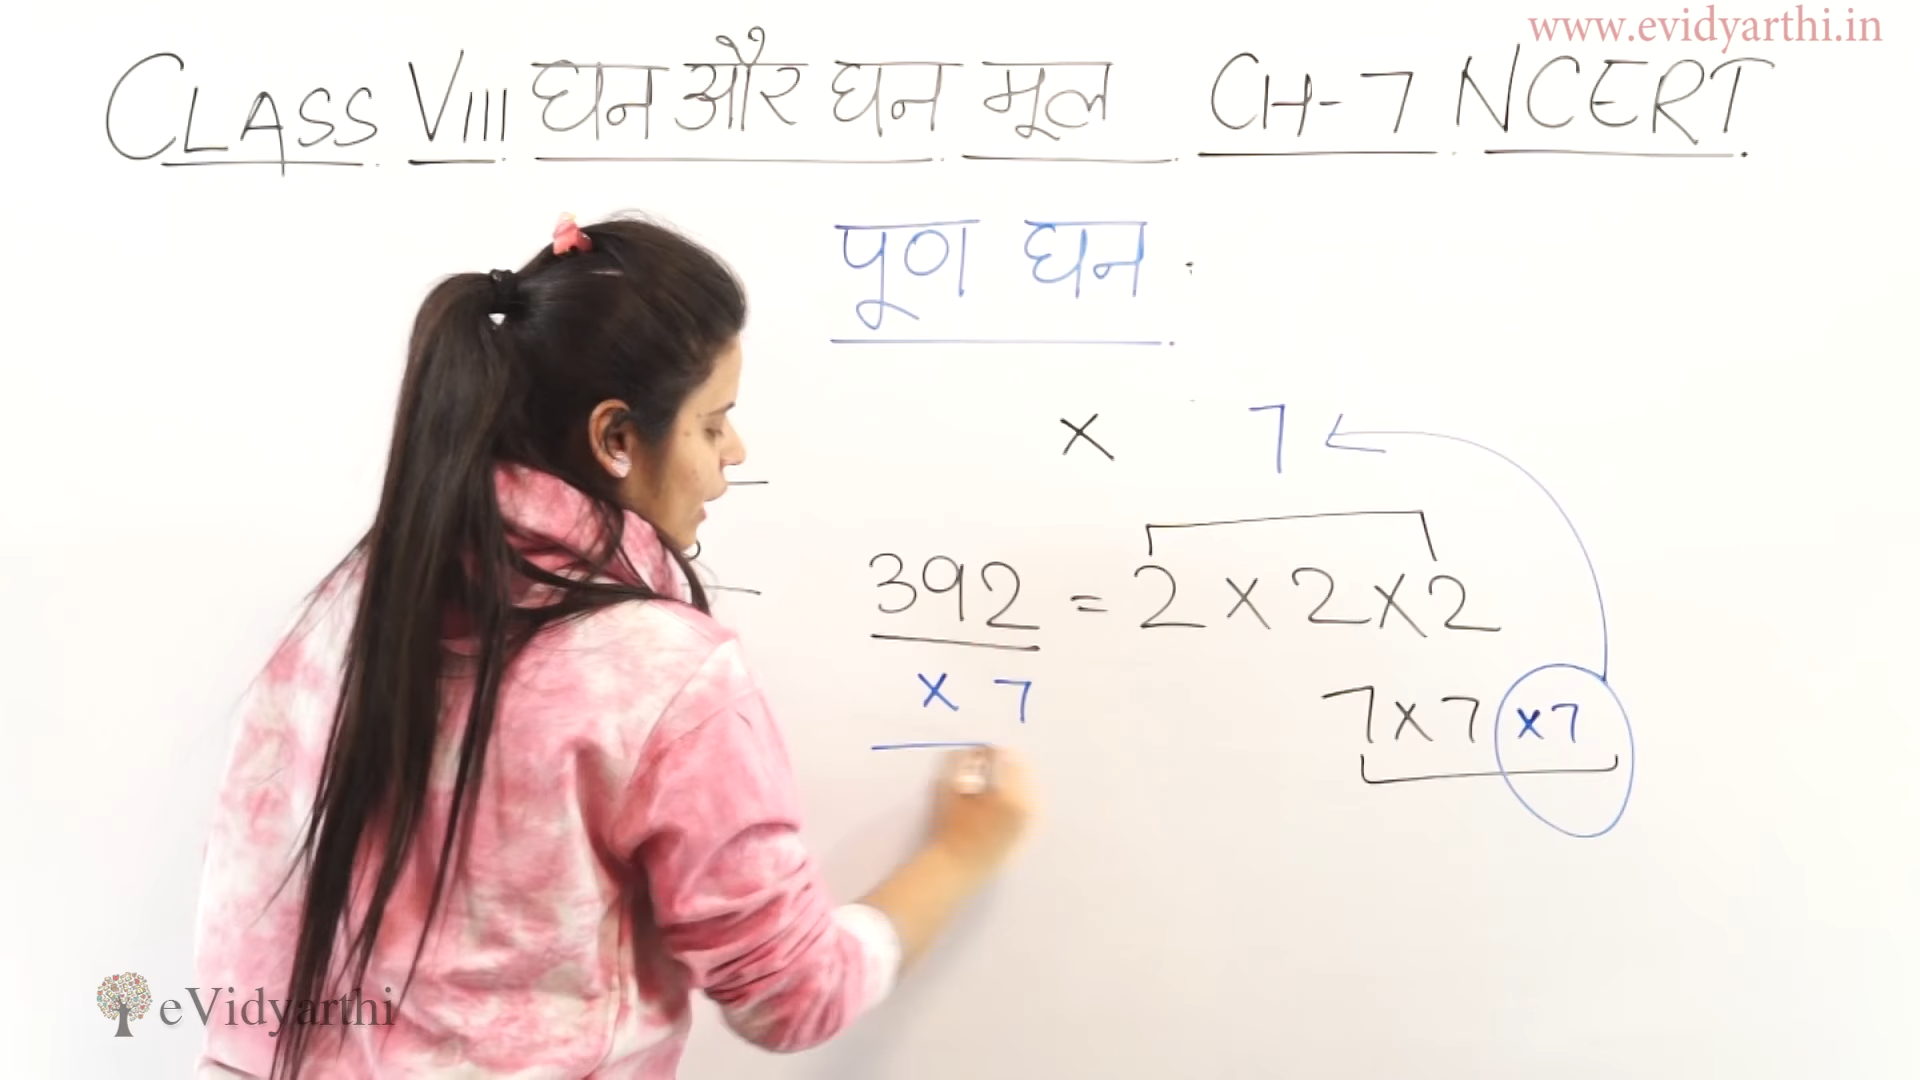 www.evidyarthi.in
CLASS VIII घन और घन मूल CH-7 NCERT
पूण घन
× 7
392 = 2 × 2 × 2
× 7 7 × 7 × 7
eVidyarthi